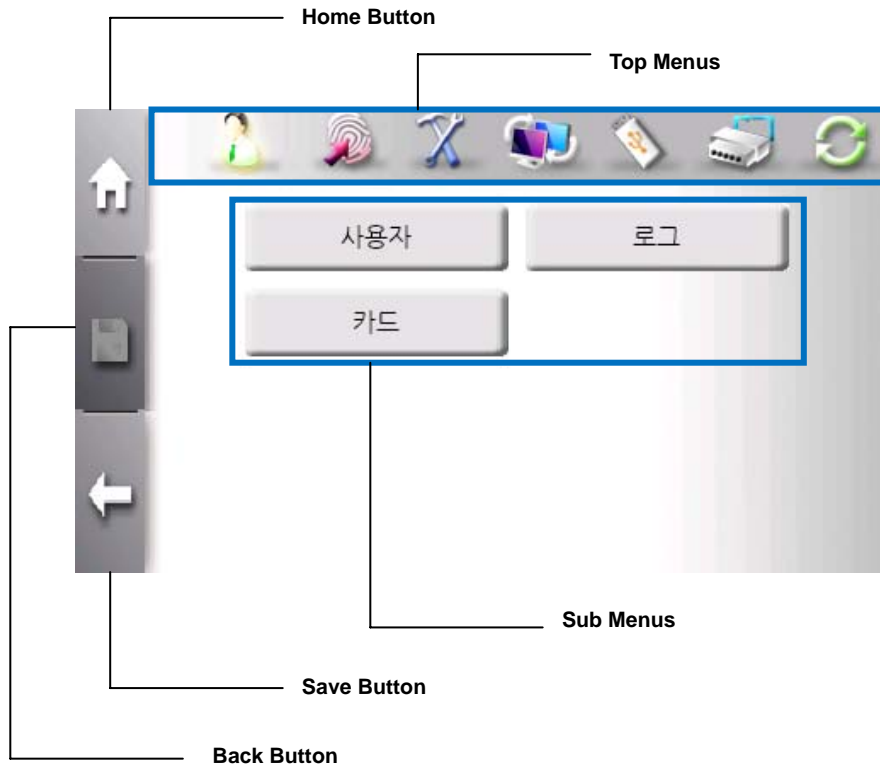 Home Button
Top Menus
사용자
로그
카드
Sub Menus
Save Button
Back Button